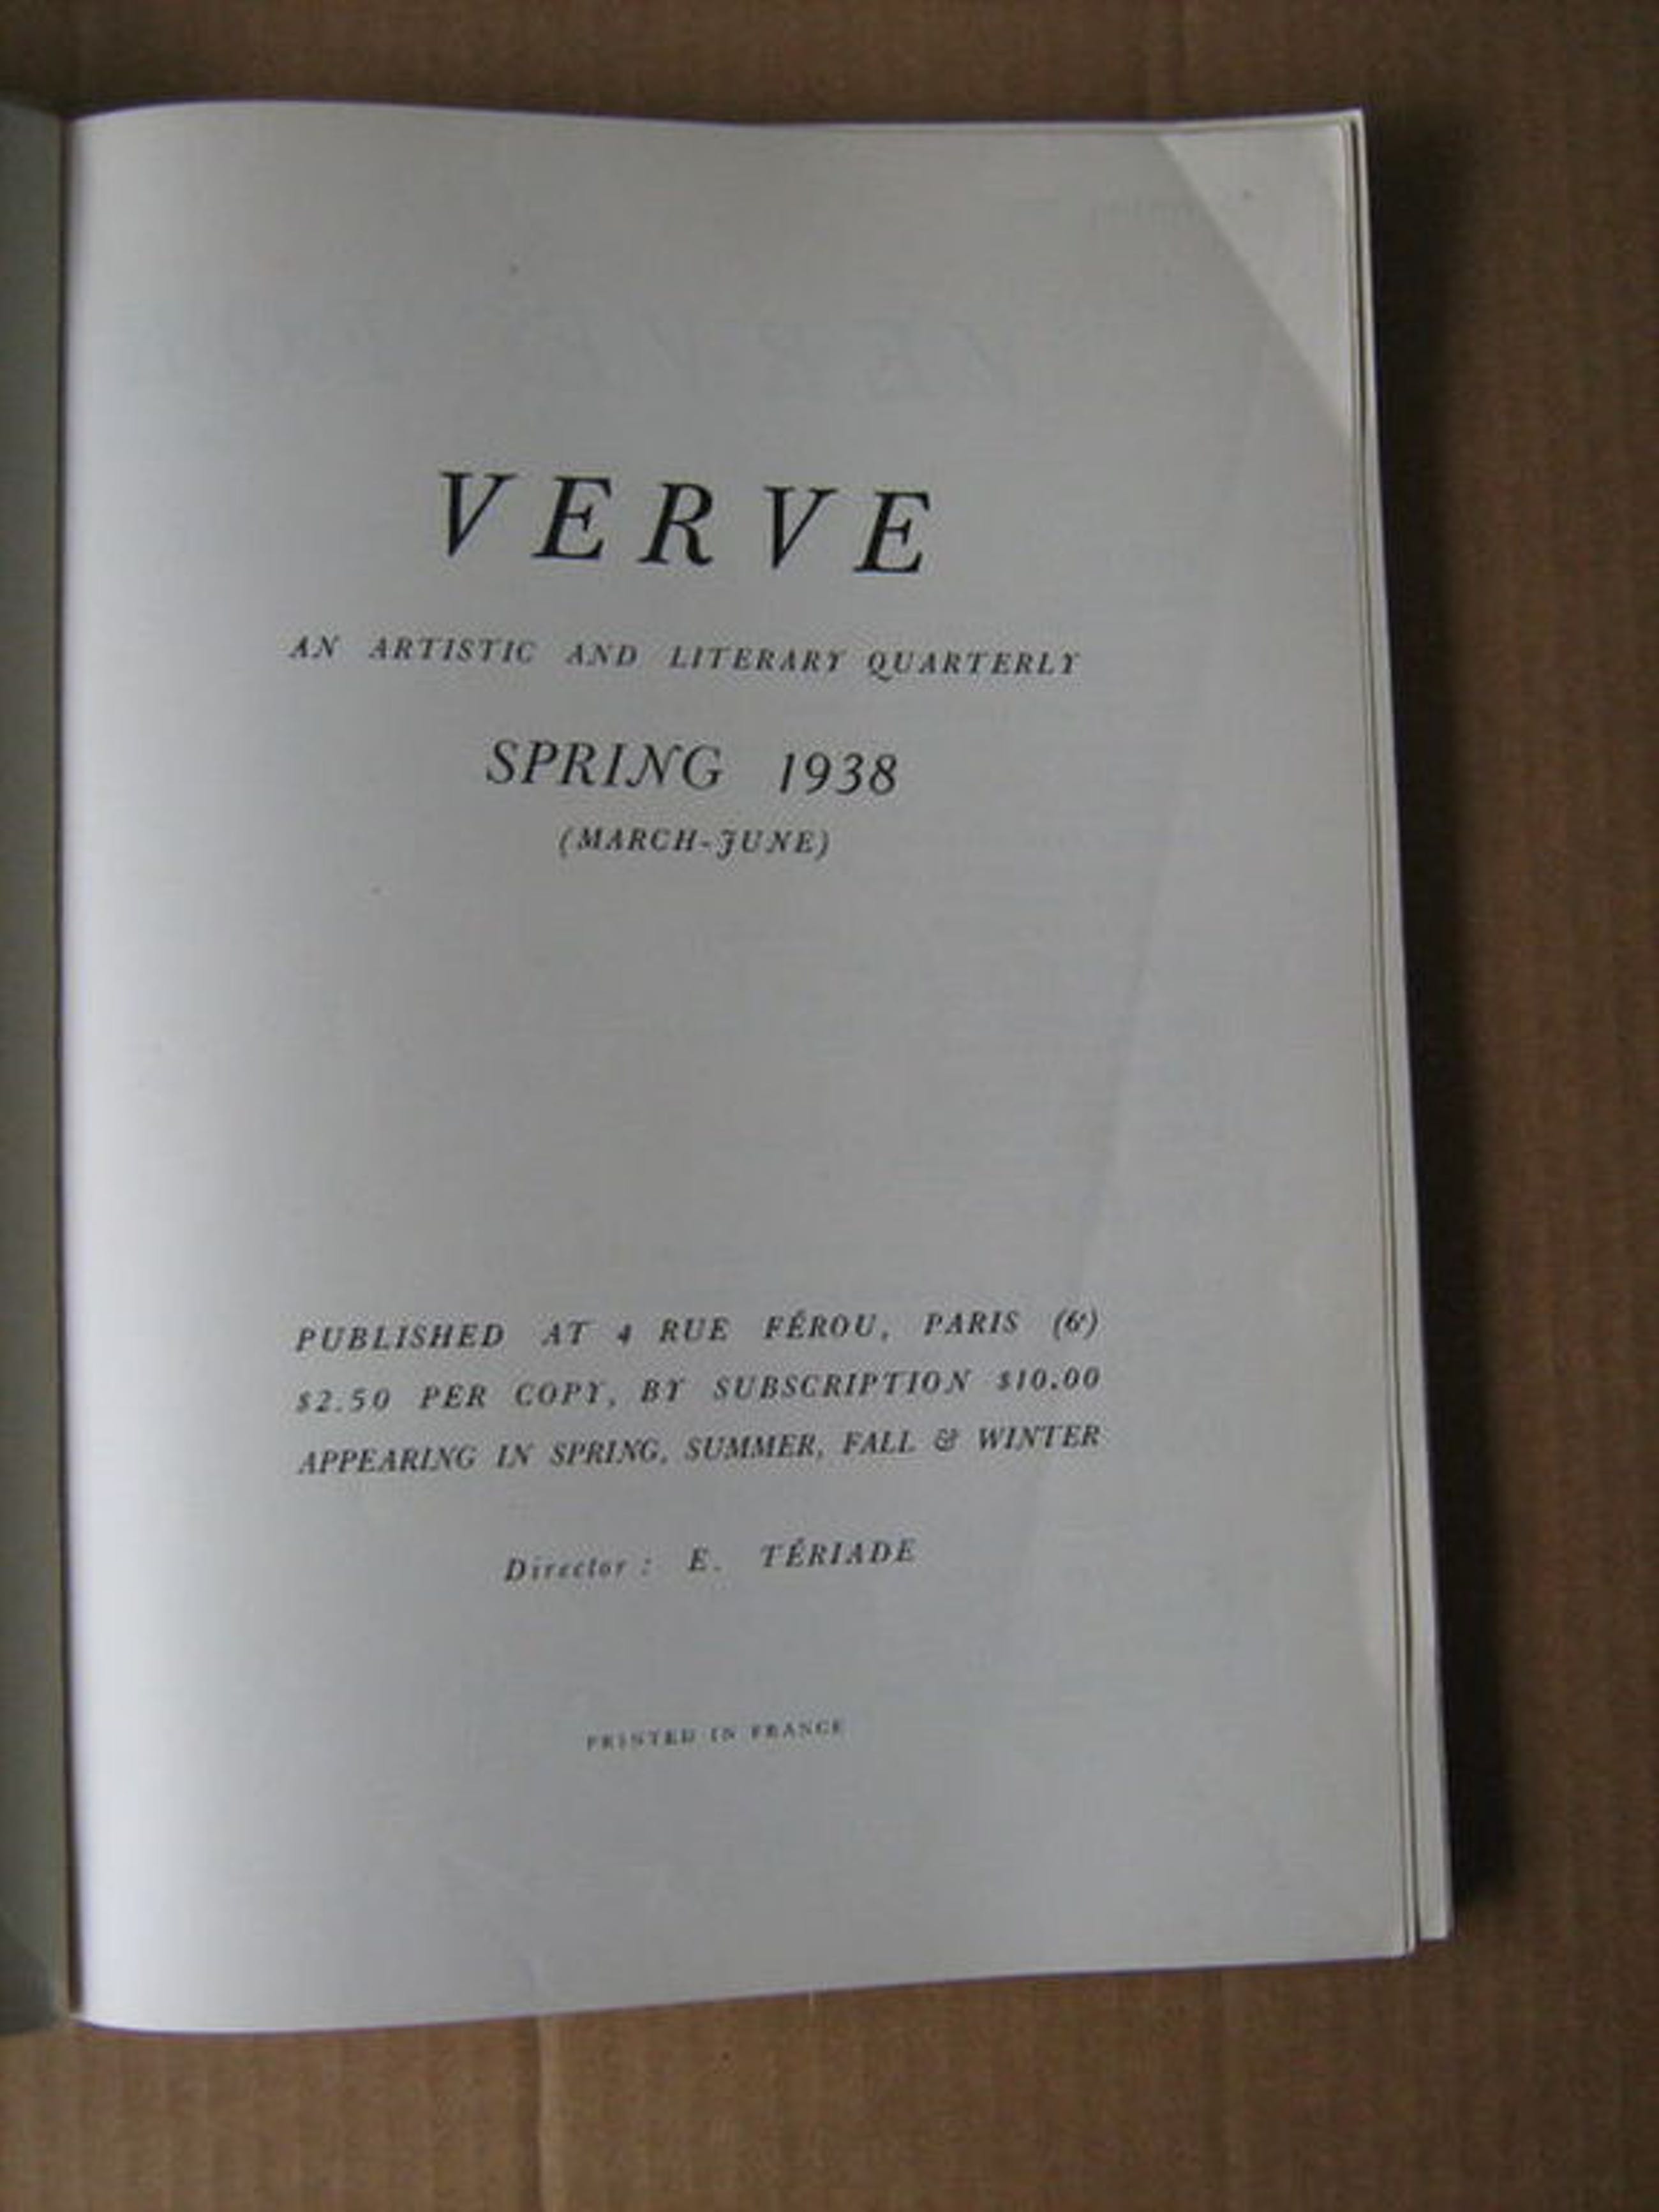 VERVE
AN ARTISTIC AND LITERARY QUARTERLY
SPRING 1938
(MARCH-JUNE)
PUBLISHED AT 4 RUE FÉROU, PARIS (6e)
$2.50 PER COPY, BY SUBSCRIPTION $10.00
APPEARING IN SPRING, SUMMER, FALL & WINTER
Director : E. TÉRIADE
PRINTED IN FRANCE